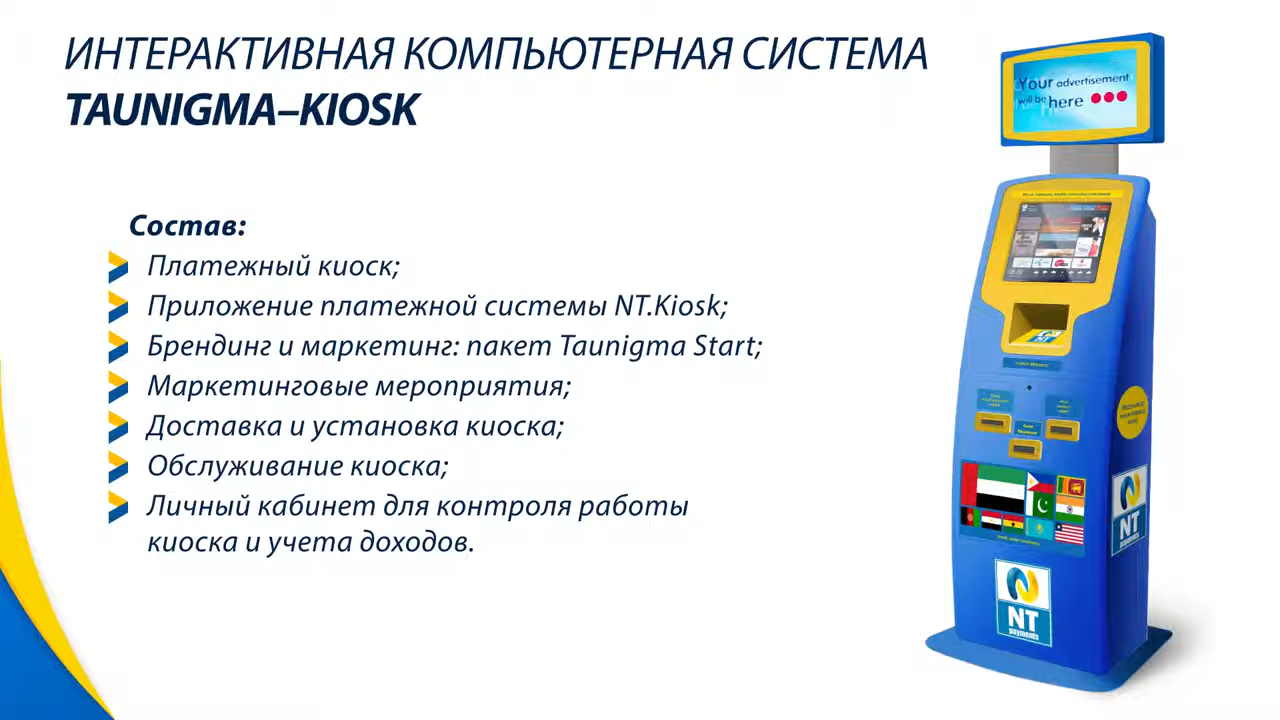 ИНТЕРАКТИВНАЯ КОМПЬЮТЕРНАЯ СИСТЕМА
TAUNIGMA–KIOSK
Состав:
Платежный киоск;
Приложение платежной системы NT.Kiosk;
Брендинг и маркетинг: пакет Taunigma Start;
Маркетинговые мероприятия;
Доставка и установка киоска;
Обслуживание киоска;
Личный кабинет для контроля работы
киоска и учета доходов.
Your advertisement
will be here
NT
payments
NT
payments